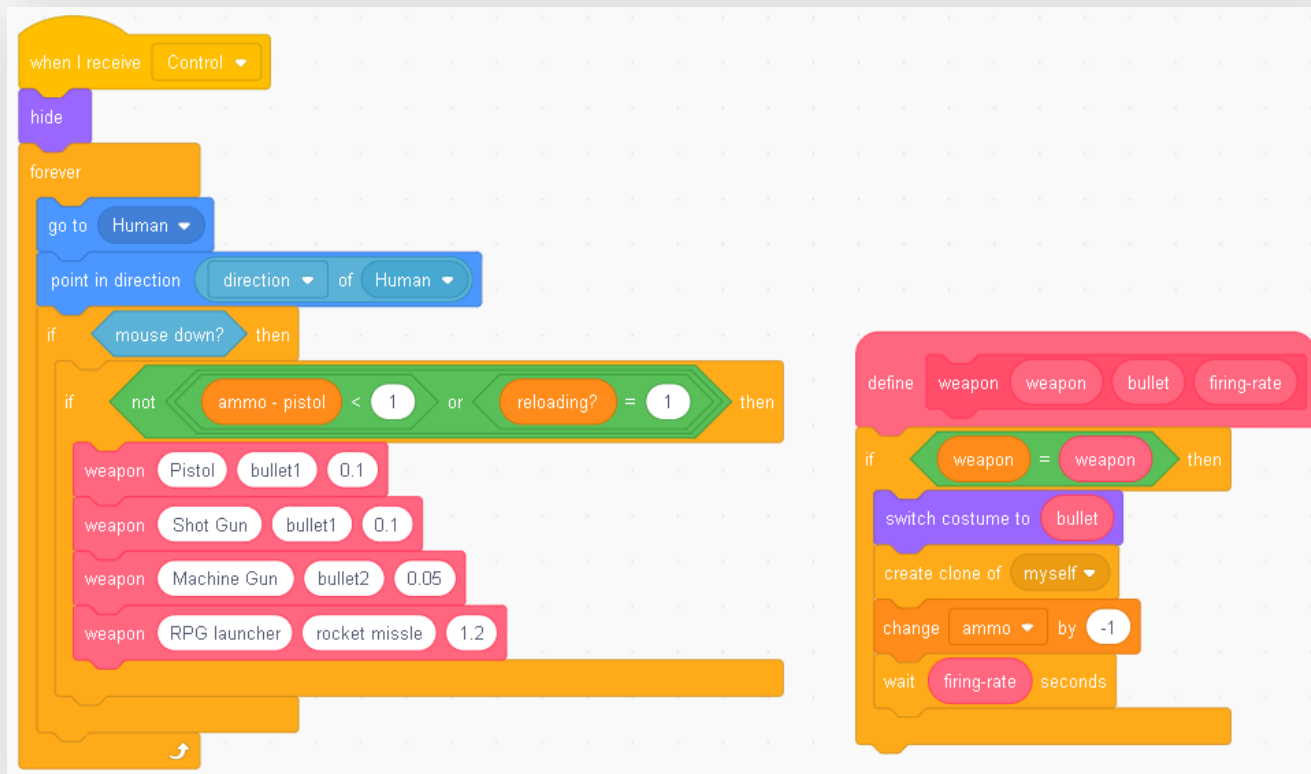 when I receive Control
hide
forever
go to Human
point in direction direction of Human
if mouse down? then
if not ammo - pistol < 1 or reloading? = 1 then
weapon Pistol bullet1 0.1
weapon Shot Gun bullet1 0.1
weapon Machine Gun bullet2 0.05
weapon RPG launcher rocket missle 1.2
define weapon weapon bullet firing-rate
if weapon = weapon then
switch costume to bullet
create clone of myself
change ammo by -1
wait firing-rate seconds